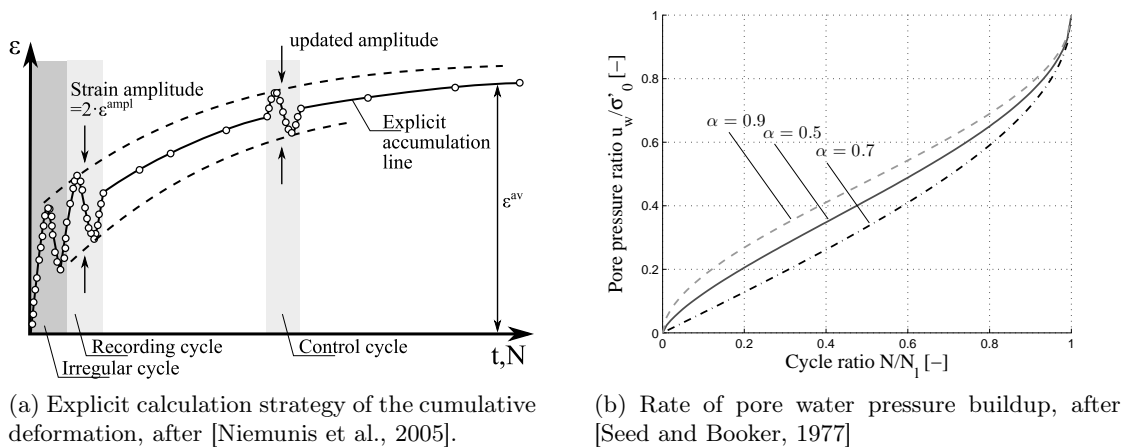 ε
updated amplitude
Strain amplitude
=2·ε^ampl
Explicit
accumulation
line
ε^av
t,N
Recording cycle
Control cycle
Irregular cycle
(a) Explicit calculation strategy of the cumulative
deformation, after [Niemunis et al., 2005].
Pore pressure ratio u_w/σ'_0 [–]
1
0.8
0.6
0.4
0.2
0
α = 0.9
α = 0.5
α = 0.7
0
0.2
0.4
0.6
0.8
1
Cycle ratio N/N_l [–]
(b) Rate of pore water pressure buildup, after
[Seed and Booker, 1977]